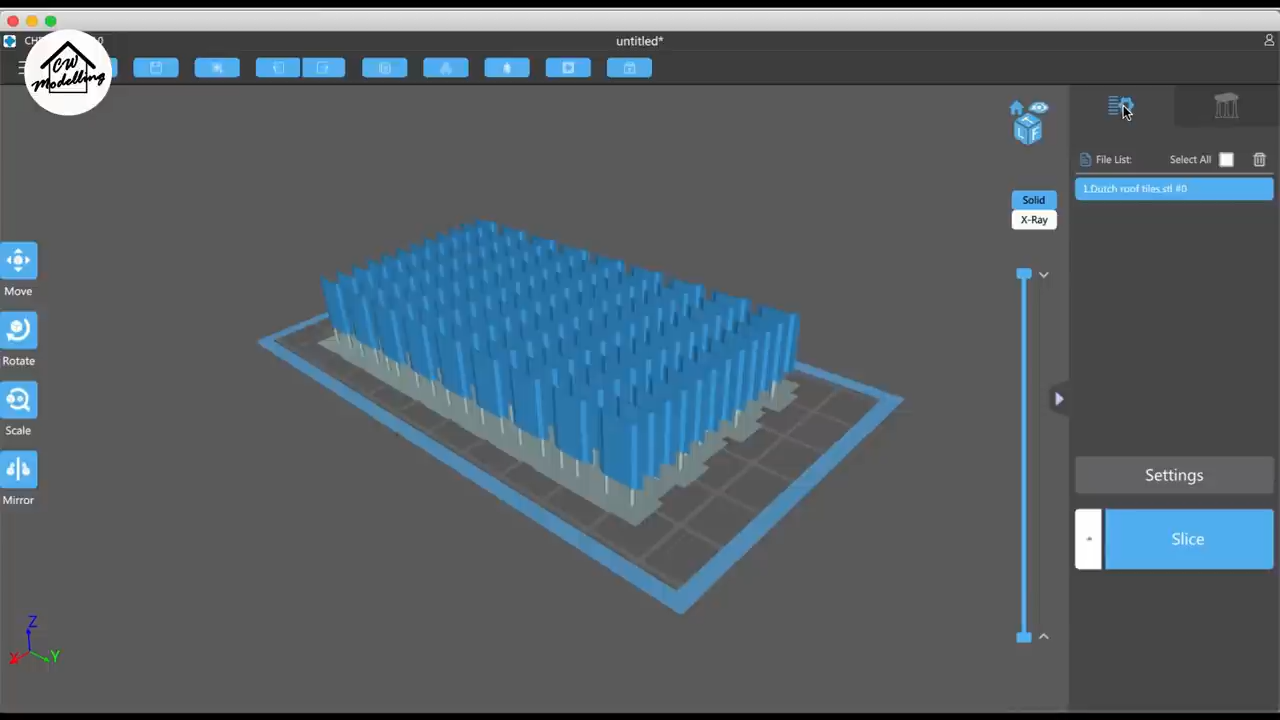 untitled*
CW
Modelling
T
L F
File List:
Select All
1.Dutch roof tiles.stl #0
Solid
X-Ray
Move
Rotate
Scale
Mirror
Settings
Slice
Z
X
Y